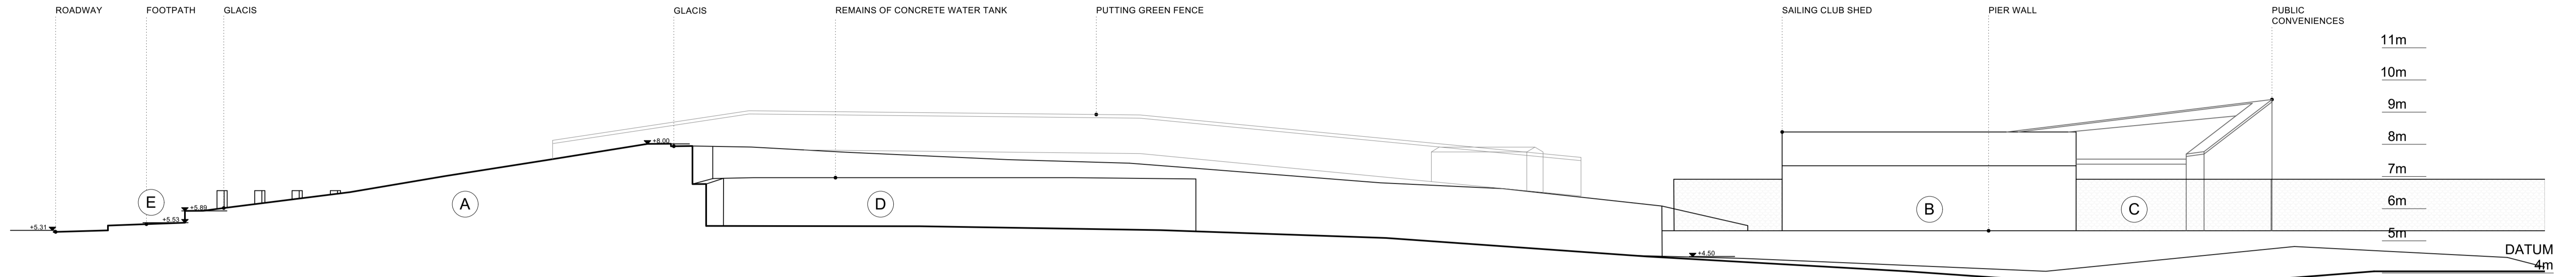 ROADWAY
FOOTPATH
GLACIS
GLACIS
REMAINS OF CONCRETE WATER TANK
PUTTING GREEN FENCE
SAILING CLUB SHED
PIER WALL
PUBLIC
CONVENIENCES
11m
10m
9m
8m
7m
6m
5m
DATUM
4m
+8.00
+5.89
+5.53
+5.31
+4.50
E
A
D
B
C